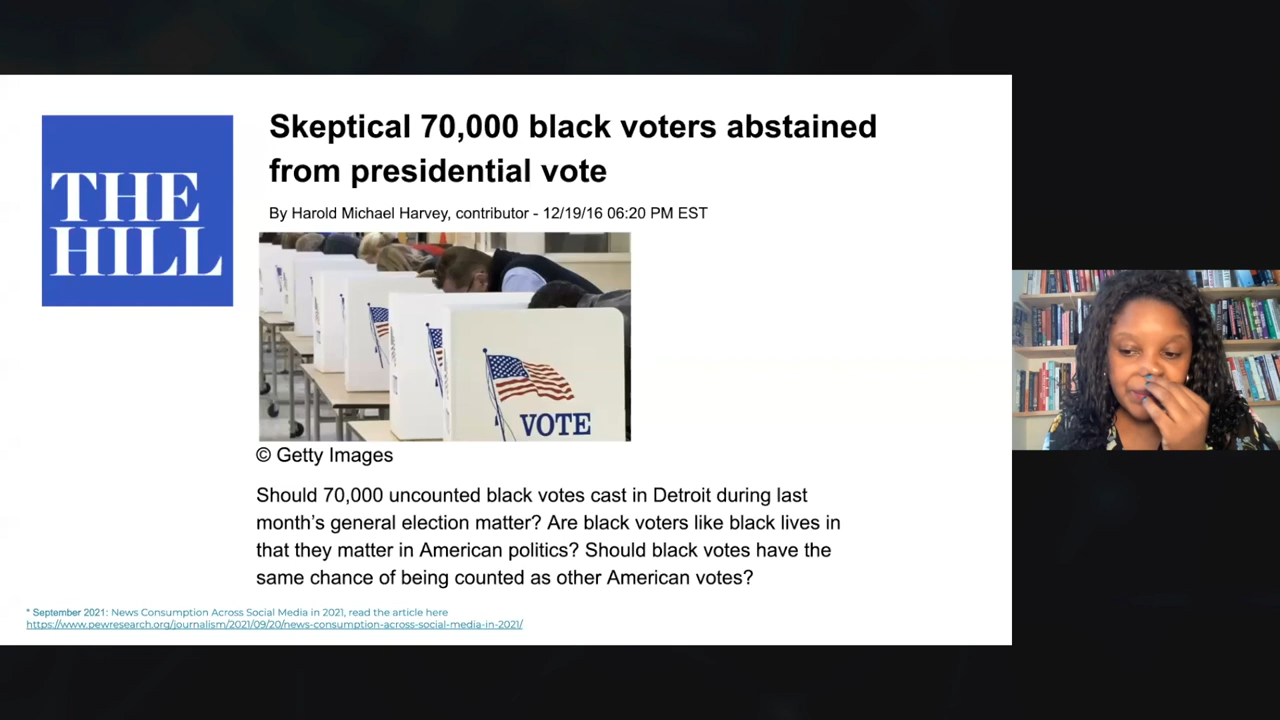 THE
HILL
Skeptical 70,000 black voters abstained
from presidential vote
By Harold Michael Harvey, contributor - 12/19/16 06:20 PM EST
VOTE
© Getty Images
Should 70,000 uncounted black votes cast in Detroit during last
month’s general election matter? Are black voters like black lives in
that they matter in American politics? Should black votes have the
same chance of being counted as other American votes?
* September 2021: News Consumption Across Social Media in 2021, read the article here
https://www.pewresearch.org/journalism/2021/09/20/news-consumption-across-social-media-in-2021/